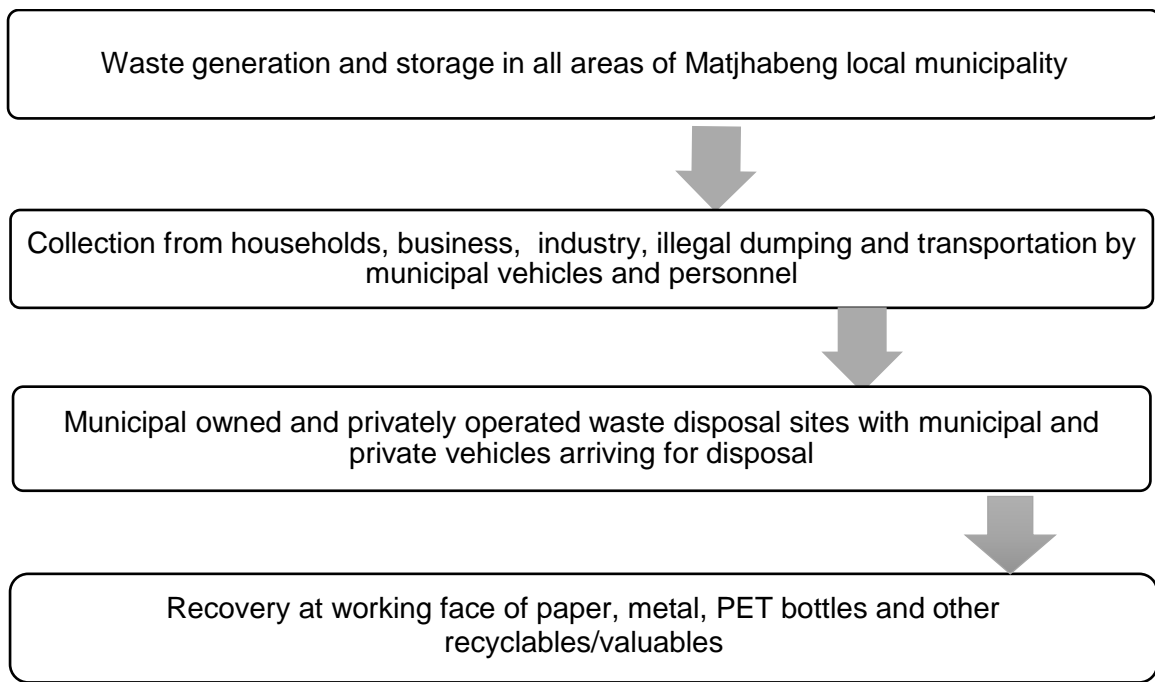 Waste generation and storage in all areas of Matjhabeng local municipality
Collection from households, business, industry, illegal dumping and transportation by
municipal vehicles and personnel
Municipal owned and privately operated waste disposal sites with municipal and
private vehicles arriving for disposal
Recovery at working face of paper, metal, PET bottles and other
recyclables/valuables